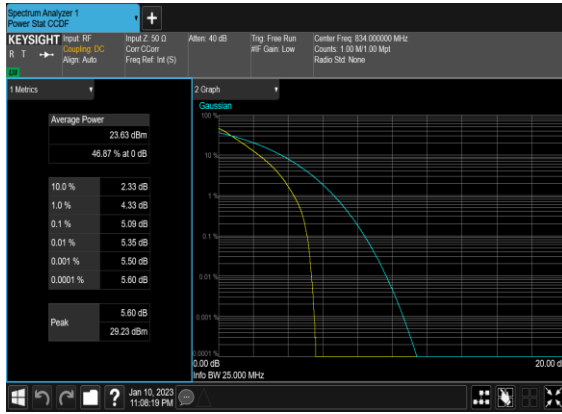 Spectrum Analyzer 1
Power Stat CCDF
+
KEYSIGHT Input: RF Input Z: 50 Ω Atten: 40 dB Trig: Free Run Center Freq: 834.000000 MHz
R T Coupling: DC Corr CCorr #IF Gain: Low Counts: 1.00 M/1.00 Mpt
Align: Auto Freq Ref: Int (S) Radio Std: None
1 Metrics
2 Graph
Average Power
23.63 dBm
46.87 % at 0 dB
10.0 % 2.33 dB
1.0 % 4.33 dB
0.1 % 5.09 dB
0.01 % 5.35 dB
0.001 % 5.50 dB
0.0001 % 5.60 dB
Peak 5.60 dB
29.23 dBm
Gaussian
100 %
10 %
1 %
0.1 %
0.01 %
0.001 %
0.0001 %
0.00 dB 20.00 d
Info BW 25.000 MHz
? Jan 10, 2023
11:08:19 PM